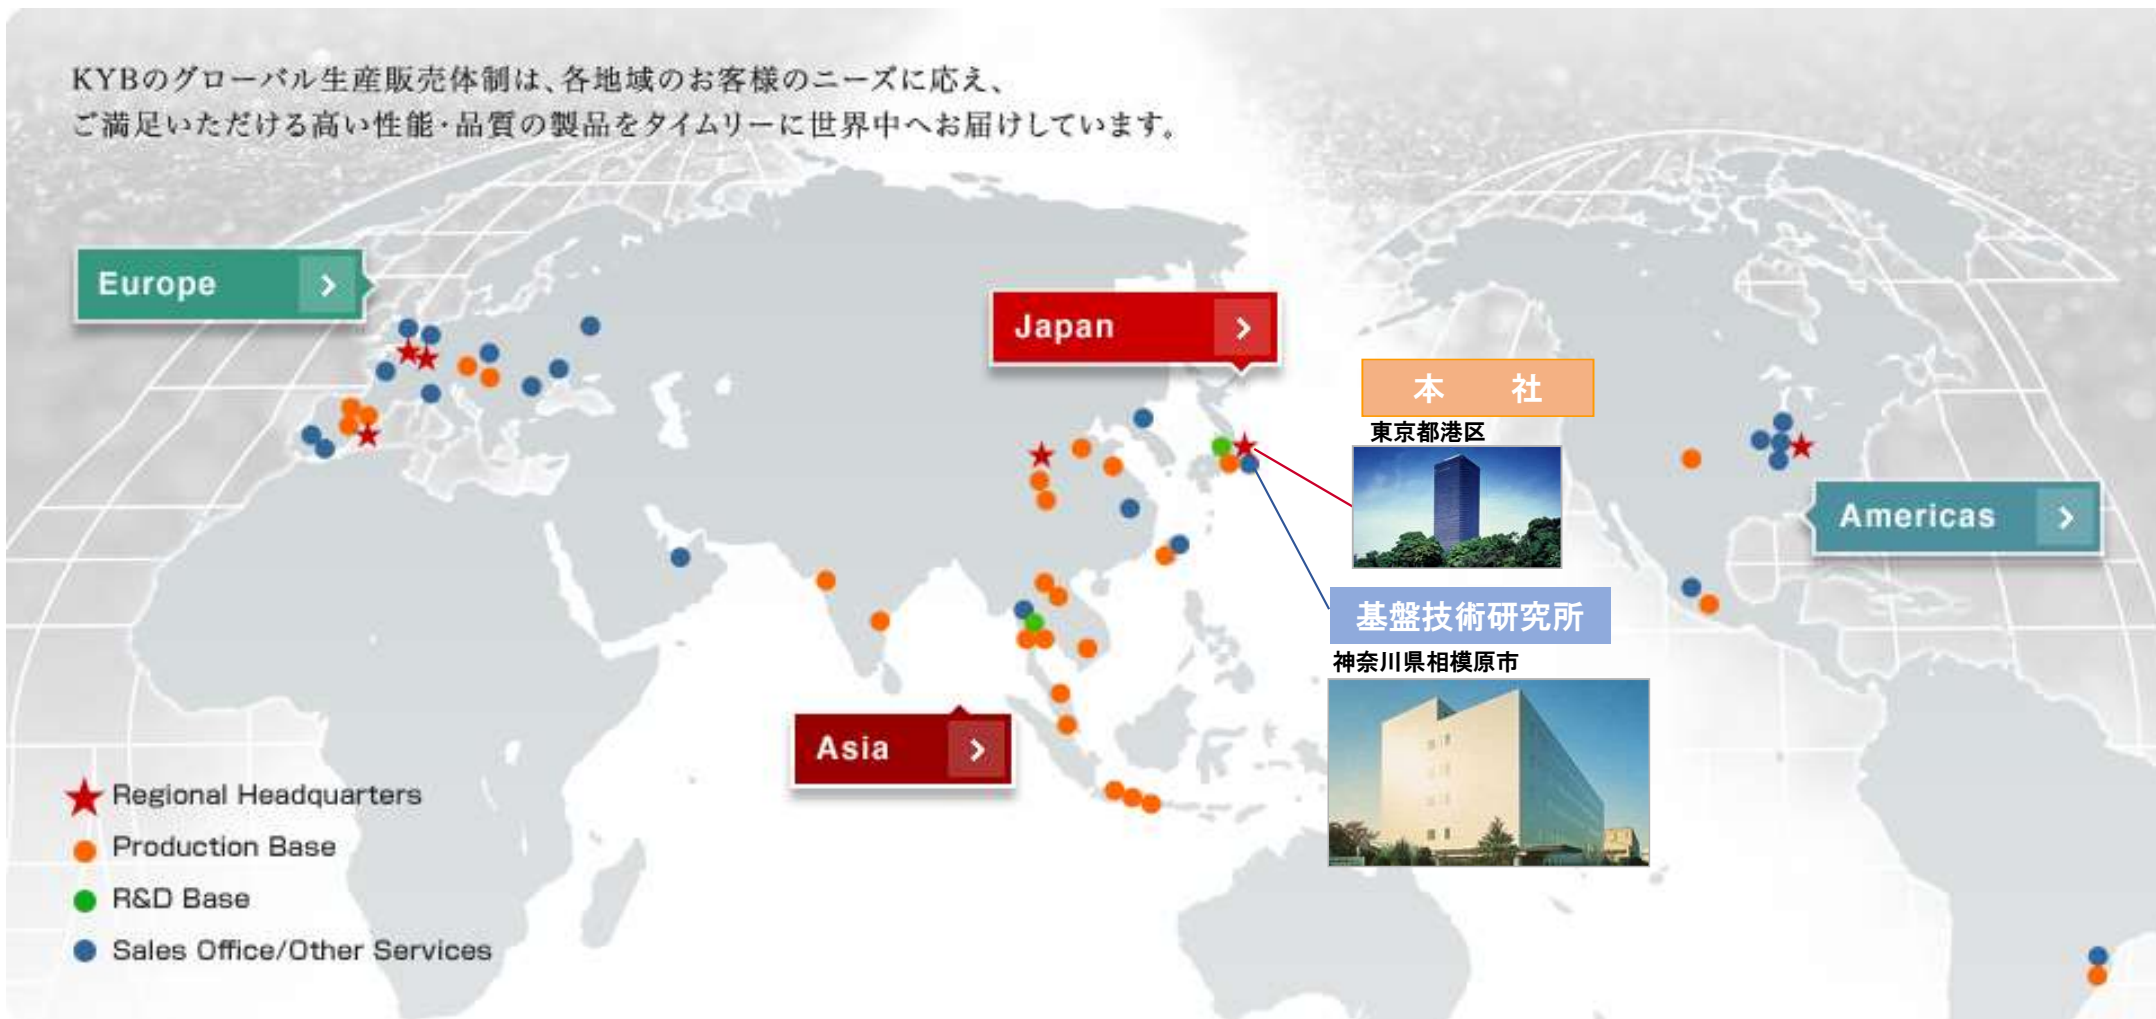 KYBのグローバル生産販売体制は、各地域のお客様のニーズに応え、
ご満足いただける高い性能・品質の製品をタイムリーに世界中へお届けしています。
Europe
Japan
本 社
東京都港区
Americas
基盤技術研究所
神奈川県相模原市
Asia
Regional Headquarters
Production Base
R&D Base
Sales Office/Other Services